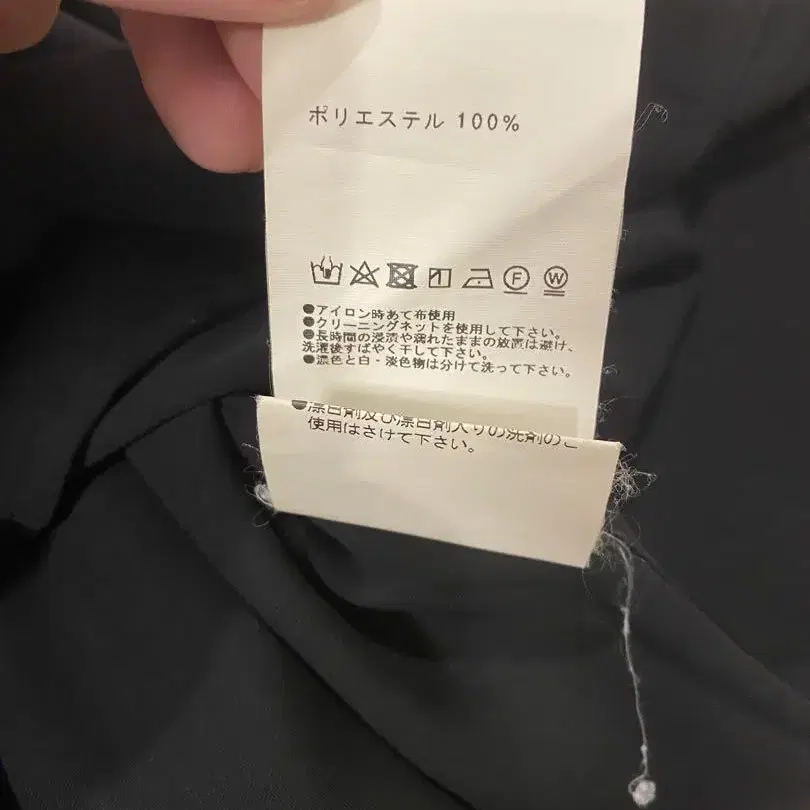 ポリエステル 100%
F W
●アイロン時あて布使用
●クリーニングネットを使用して下さい。
●長時間の浸漬や濡れたままの放置は避け、
洗濯後すばやく干して下さい。
●濃色と白・淡色物は分けて洗って下さい。
●漂白剤及び漂白剤入りの洗剤のご
使用はさけて下さい。